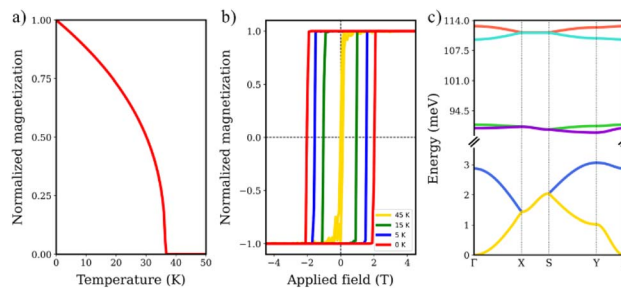 a)
1.00
0.75
0.50
0.25
0.00
Normalized magnetization
0 10 20 30 40 50
Temperature (K)
b)
1.0
0.5
0.0
−0.5
−1.0
Normalized magnetization
45 K
15 K
5 K
0 K
−4 −2 0 2 4
Applied field (T)
c)
114.0
107.5
101.0
94.5
3
2
1
0
Energy (meV)
Γ X S Y Γ